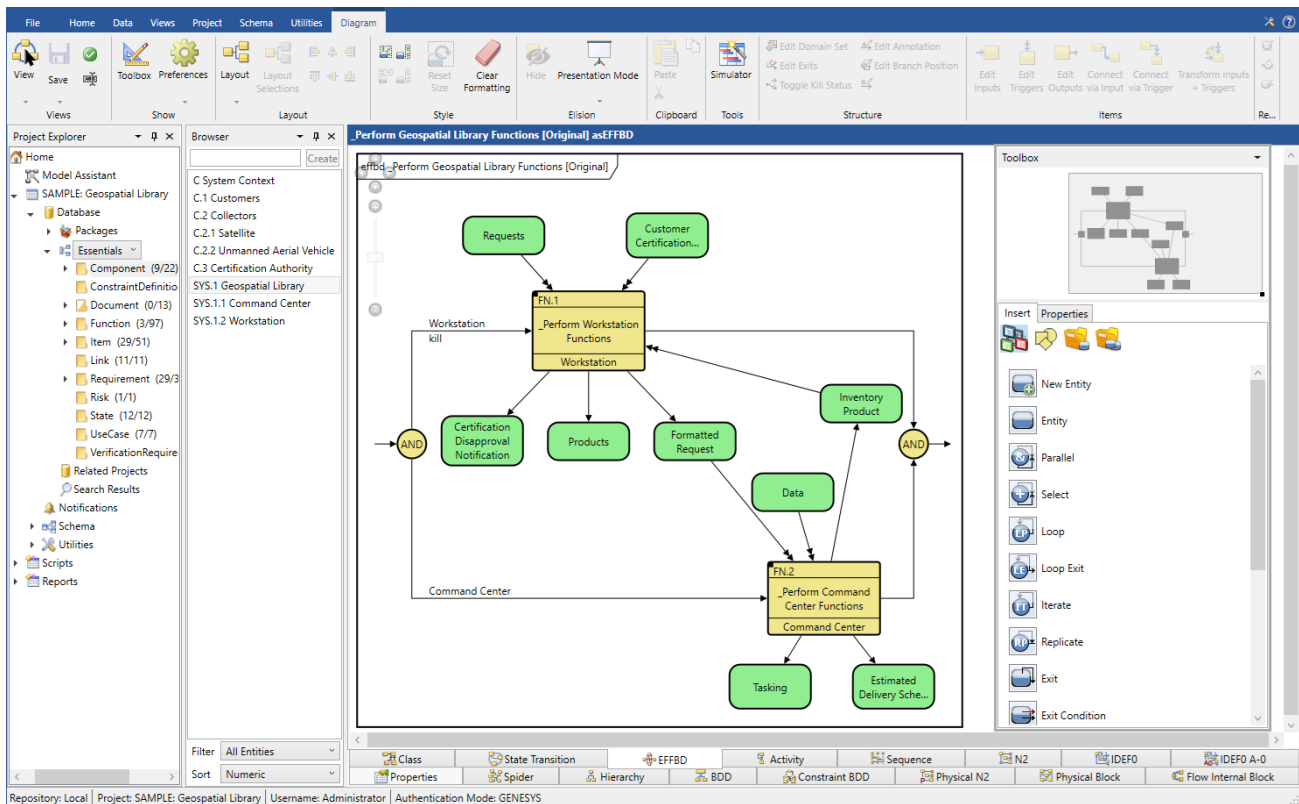 File Home Data Views Project Schema Utilities Diagram
View Save Toolbox Preferences Layout Layout Selections Reset Size Clear Formatting Hide Presentation Mode Paste Simulator
Edit Domain Set Edit Annotation
Edit Exits Edit Branch Position
Toggle Kill Status
Edit Inputs Edit Triggers Edit Outputs Connect via Input Connect via Trigger Transform Inputs + Triggers
Views Show Layout Style Elision Clipboard Tools Structure Items Re...
Project Explorer
Home
Model Assistant
SAMPLE: Geospatial Library
Database
Packages
Essentials
Component (9/22)
ConstraintDefinitio
Document (0/13)
Function (3/97)
Item (29/51)
Link (11/11)
Requirement (29/3
Risk (1/1)
State (12/12)
UseCase (7/7)
VerificationRequire
Related Projects
Search Results
Notifications
Schema
Utilities
Scripts
Reports
Browser
Create
C System Context
C.1 Customers
C.2 Collectors
C.2.1 Satellite
C.2.2 Unmanned Aerial Vehicle
C.3 Certification Authority
SYS.1 Geospatial Library
SYS.1.1 Command Center
SYS.1.2 Workstation
Filter All Entities
Sort Numeric
_Perform Geospatial Library Functions [Original] asEFFBD
effbd _Perform Geospatial Library Functions [Original]
Requests
Customer
Certification...
FN.1
_Perform Workstation
Functions
Workstation
Workstation
kill
Inventory
Product
Certification
Disapproval
Notification
Products
Formatted
Request
AND
AND
Data
FN.2
_Perform Command
Center Functions
Command Center
Command Center
Tasking
Estimated
Delivery Sche...
Toolbox
Insert Properties
New Entity
Entity
Parallel
Select
Loop
Loop Exit
Iterate
Replicate
Exit
Exit Condition
Class State Transition EFFBD Activity Sequence N2 IDEF0 IDEF0 A-0
Properties Spider Hierarchy BDD Constraint BDD Physical N2 Physical Block Flow Internal Block
Repository: Local Project: SAMPLE: Geospatial Library Username: Administrator Authentication Mode: GENESYS